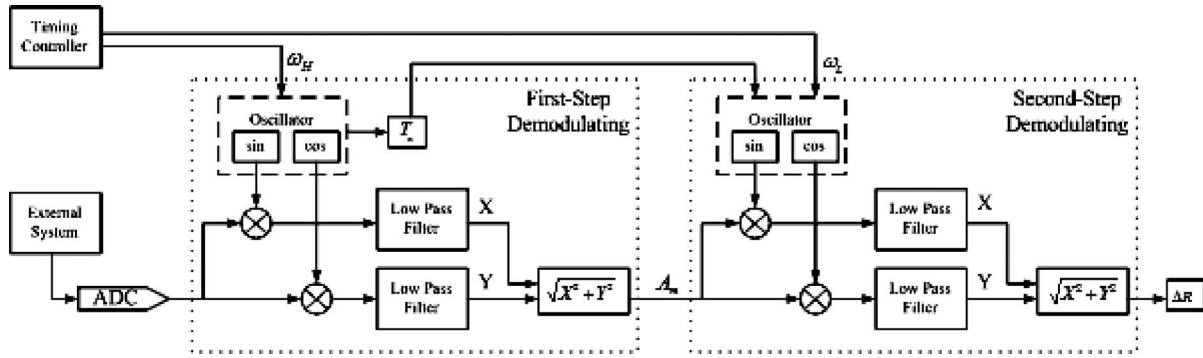 Timing
Controller
ω_H
ω_L
First-Step
Demodulating
Oscillator
sin
cos
T_n
Second-Step
Demodulating
Oscillator
sin
cos
External
System
ADC
Low Pass
Filter
X
Low Pass
Filter
Y
√X² + Y²
A_m
Low Pass
Filter
X
Low Pass
Filter
Y
√X² + Y²
ΔR